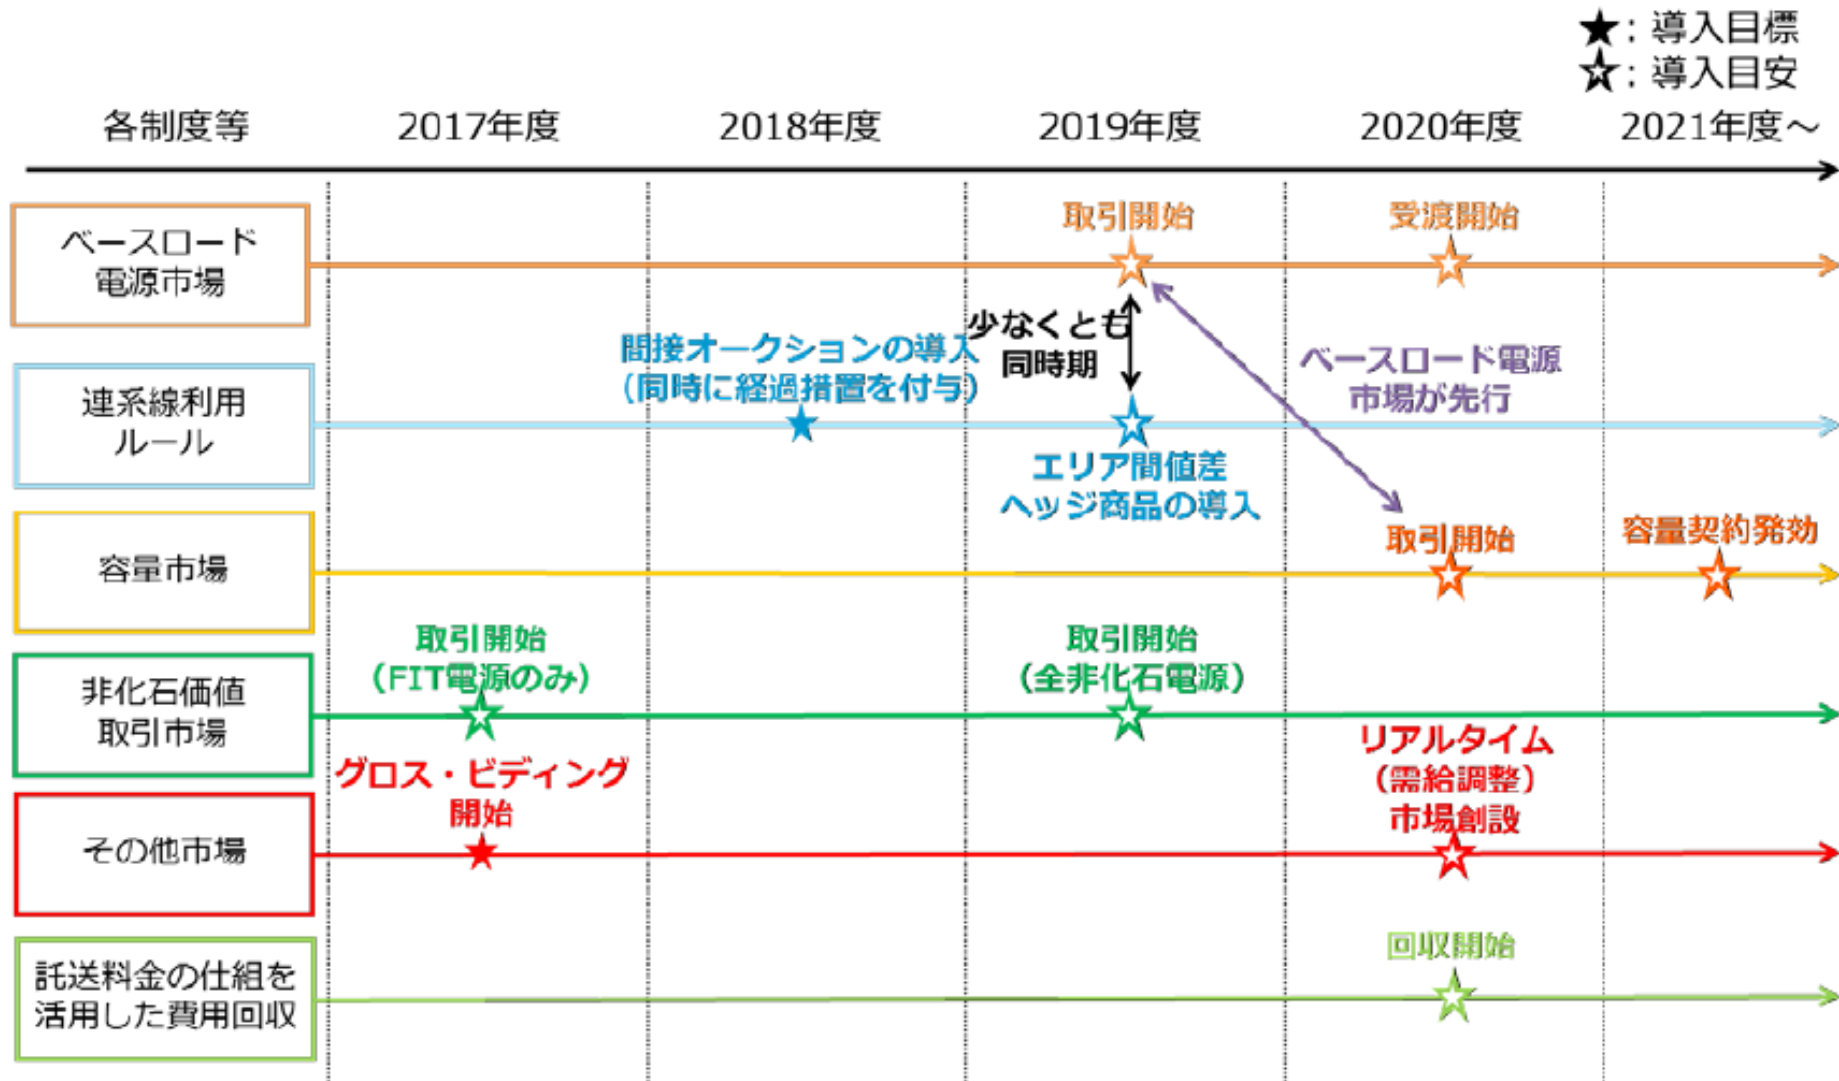 ★：導入目標
☆：導入目安
各制度等
2017年度
2018年度
2019年度
2020年度
2021年度～
ベースロード
電源市場
取引開始
受渡開始
少なくとも
同時期
ベースロード電源
市場が先行
連系線利用
ルール
間接オークションの導入
（同時に経過措置を付与）
エリア間値差
ヘッジ商品の導入
容量市場
取引開始
容量契約発効
非化石価値
取引市場
取引開始
（FIT電源のみ）
取引開始
（全非化石電源）
その他市場
グロス・ビディング
開始
リアルタイム
（需給調整）
市場創設
託送料金の仕組を
活用した費用回収
回収開始